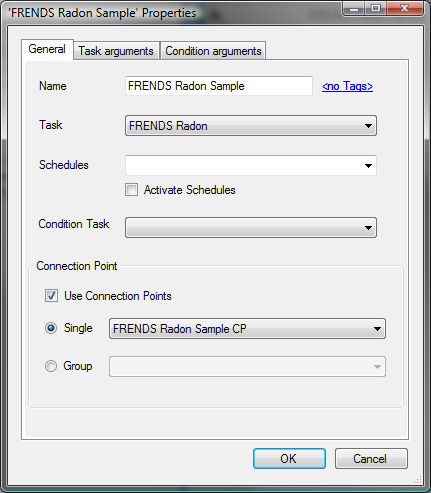 'FRENDS Radon Sample' Properties
General Task arguments Condition arguments
Name FRENDS Radon Sample <no Tags>
Task FRENDS Radon
Schedules
Activate Schedules
Condition Task
Connection Point
Use Connection Points
Single FRENDS Radon Sample CP
Group
OK Cancel